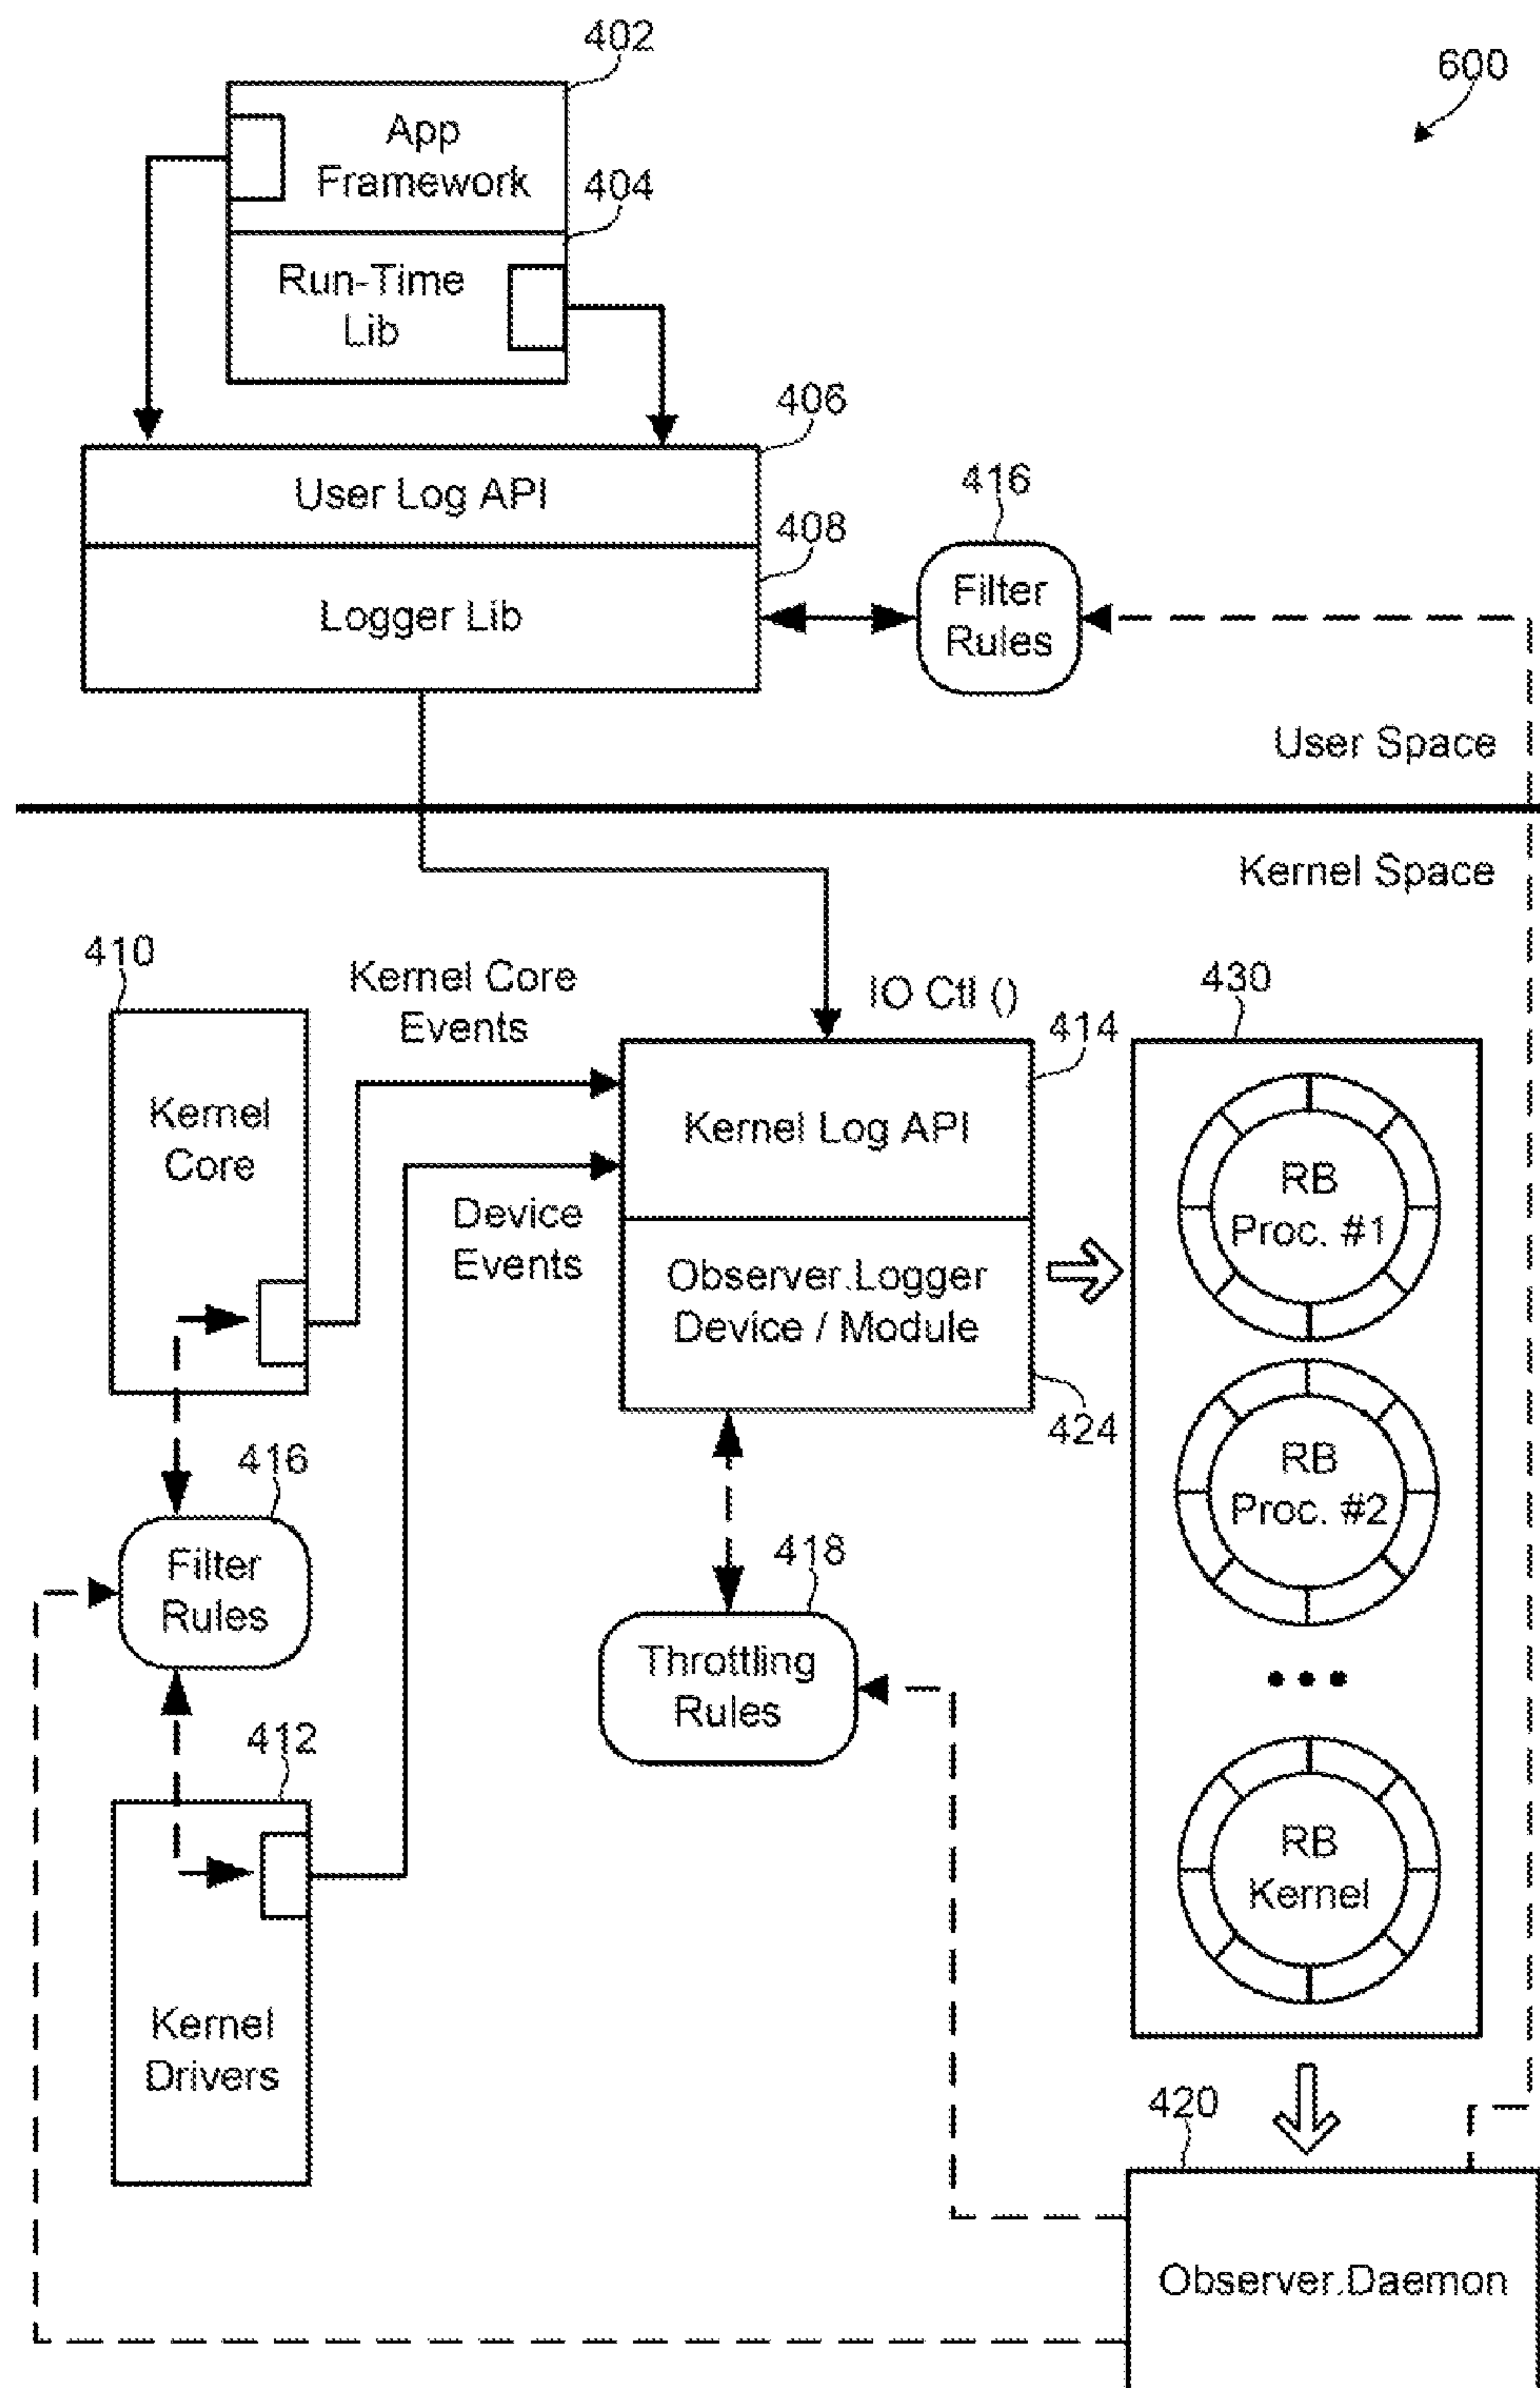 402
600
App
Framework
404
Run-Time
Lib
406
User Log API
416
408
Filter
Rules
Logger Lib
User Space
Kernel Space
410
Kernel Core
Events
430
IO Ctl ()
414
Kernel
Core
Kernel Log API
RB
Proc. #1
Device
Events
Observer.Logger
Device / Module
424
416
RB
Proc. #2
Filter
Rules
418
Throttling
Rules
•••
412
RB
Kernel
Kernel
Drivers
420
Observer.Daemon